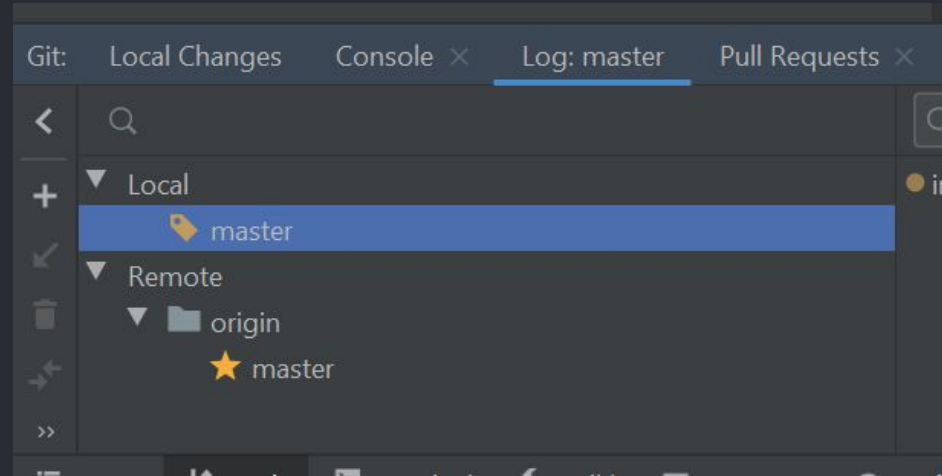 Git: Local Changes Console Log: master Pull Requests
Local
master
Remote
origin
master